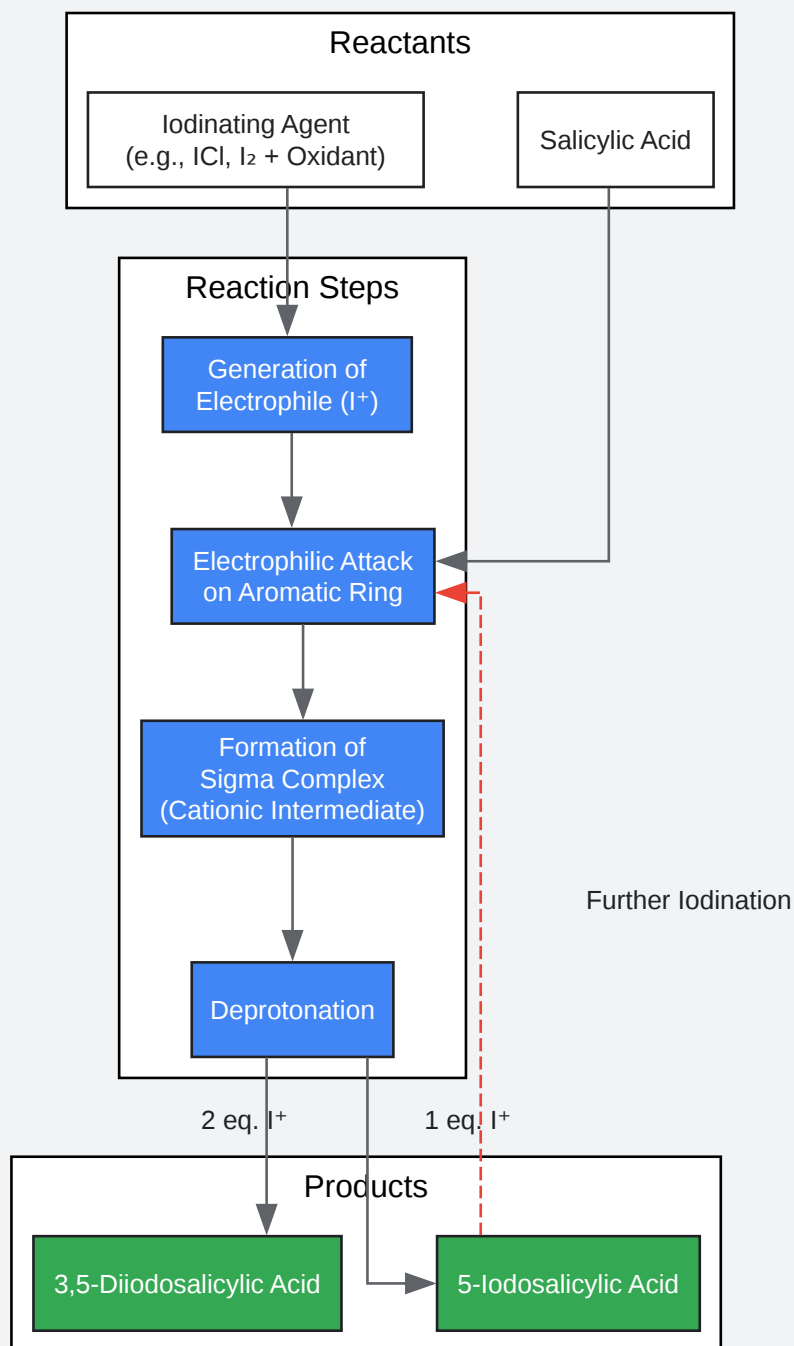 Reactants
Iodinating Agent
(e.g., ICl, I₂ + Oxidant)
Salicylic Acid
Reaction Steps
Generation of
Electrophile (I⁺)
Electrophilic Attack
on Aromatic Ring
Formation of
Sigma Complex
(Cationic Intermediate)
Further Iodination
Deprotonation
2 eq. I⁺
1 eq. I⁺
Products
3,5-Diiodosalicylic Acid
5-Iodosalicylic Acid